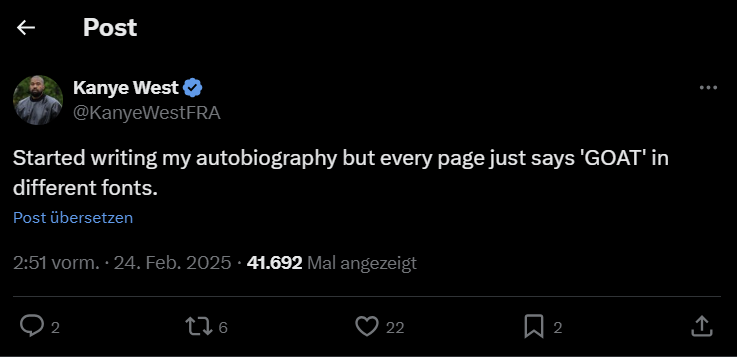 Post
Kanye West
@KanyeWestFRA
Started writing my autobiography but every page just says 'GOAT' in
different fonts.
Post übersetzen
2:51 vorm. · 24. Feb. 2025 · 41.692 Mal angezeigt
2 6 22 2